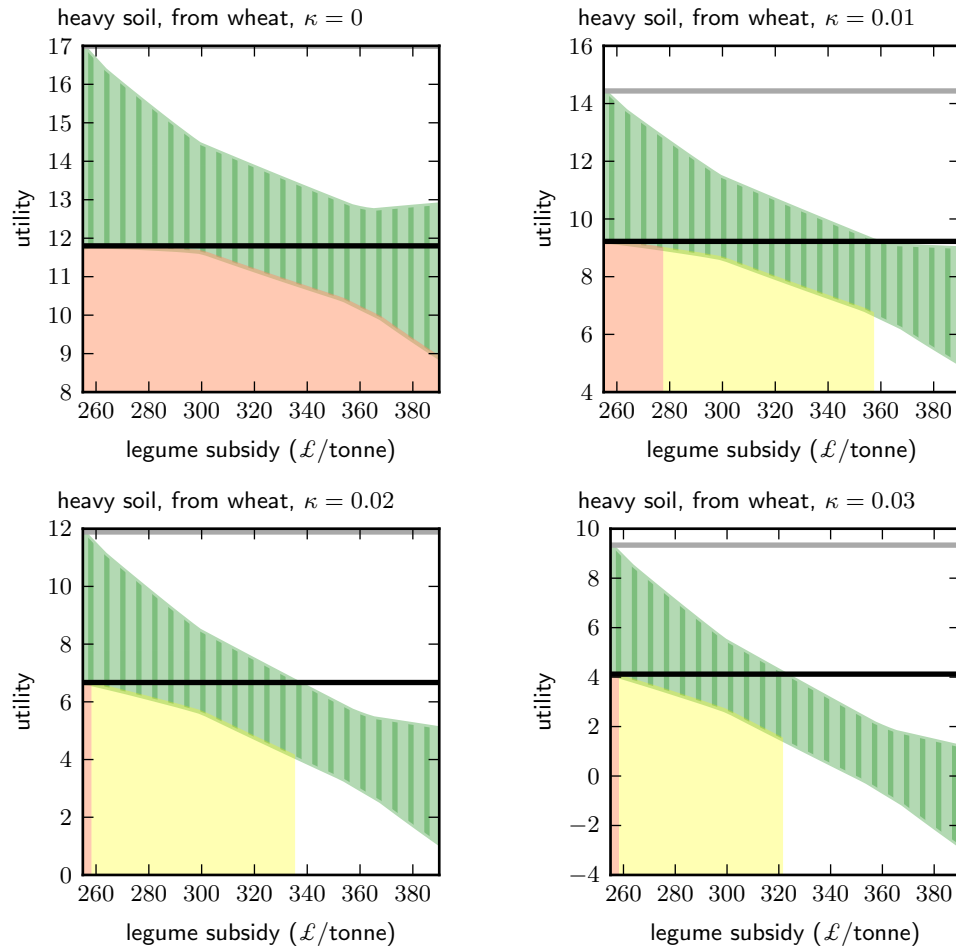 heavy soil, from wheat, κ = 0
17
16
15
14
13
12
11
10
9
8
utility
260 280 300 320 340 360 380
legume subsidy (£/tonne)
heavy soil, from wheat, κ = 0.01
16
14
12
10
8
6
4
utility
260 280 300 320 340 360 380
legume subsidy (£/tonne)
heavy soil, from wheat, κ = 0.02
12
10
8
6
4
2
0
utility
260 280 300 320 340 360 380
legume subsidy (£/tonne)
heavy soil, from wheat, κ = 0.03
10
8
6
4
2
0
−2
−4
utility
260 280 300 320 340 360 380
legume subsidy (£/tonne)